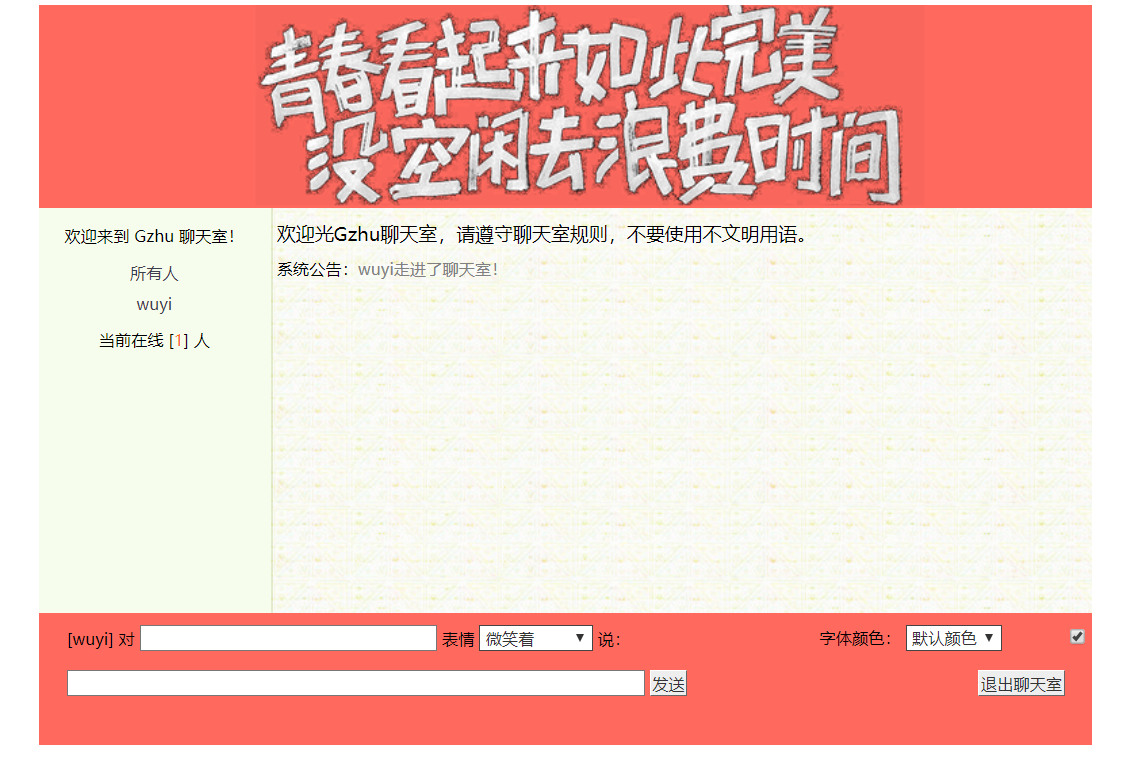 青春看起来如此完美
没空闲去浪费时间
欢迎来到 Gzhu 聊天室！
所有人
wuyi
当前在线 [1] 人
欢迎光Gzhu聊天室，请遵守聊天室规则，不要使用不文明用语。
系统公告：wuyi走进了聊天室！
[wuyi] 对 表情 微笑着 说： 字体颜色： 默认颜色
发送 退出聊天室